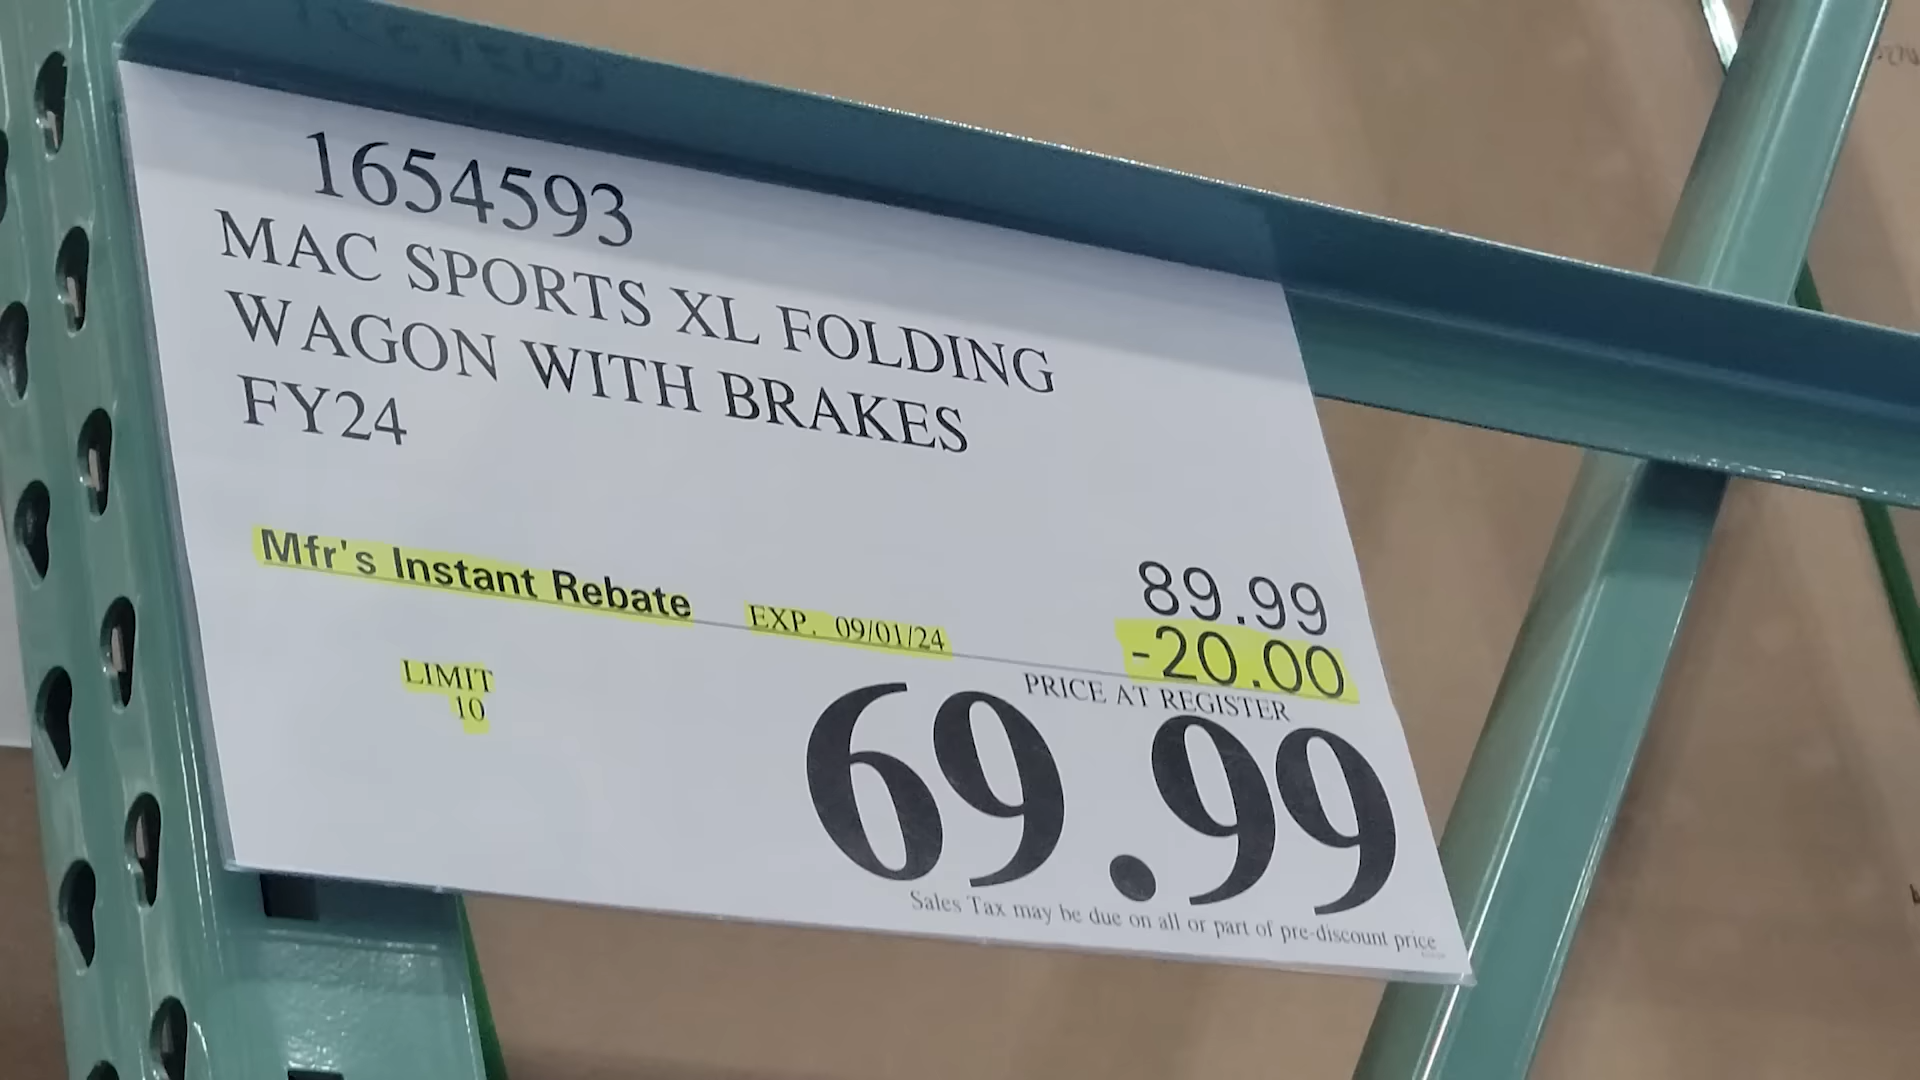 1654593
MAC SPORTS XL FOLDING
WAGON WITH BRAKES
FY24
89.99
Mfr's Instant Rebate EXP. 09/01/24 -20.00
LIMIT
10
PRICE AT REGISTER
69.99
Sales Tax may be due on all or part of pre-discount price